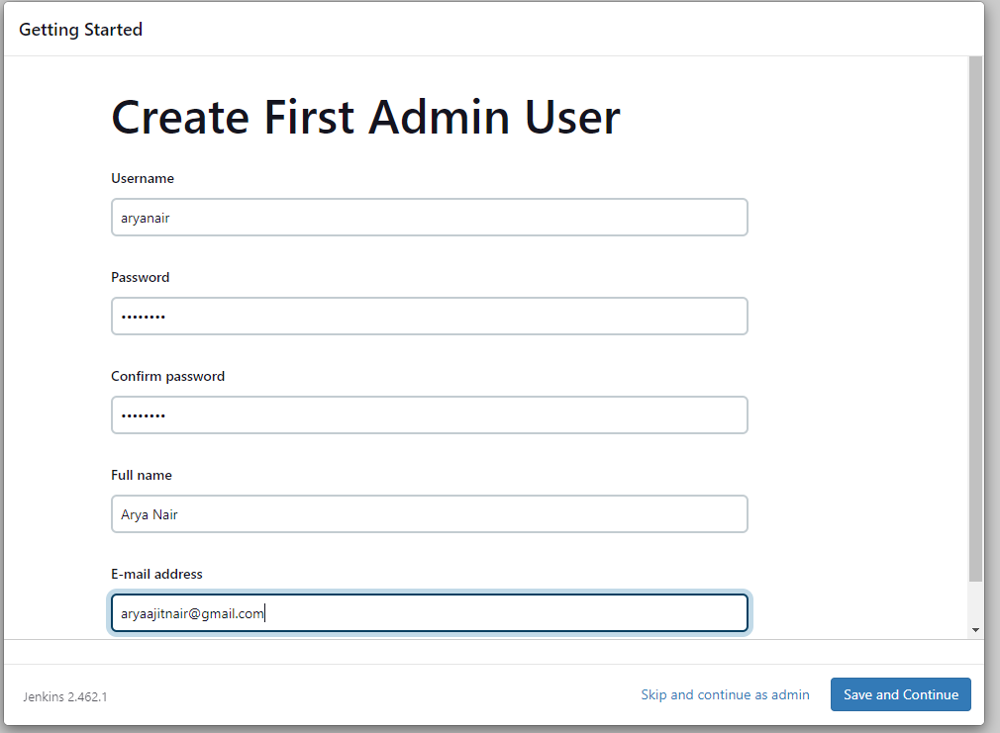 Getting Started
Create First Admin User
Username
aryanair
Password
••••••••
Confirm password
••••••••
Full name
Arya Nair
E-mail address
aryaajitnair@gmail.com
Jenkins 2.462.1
Skip and continue as admin
Save and Continue